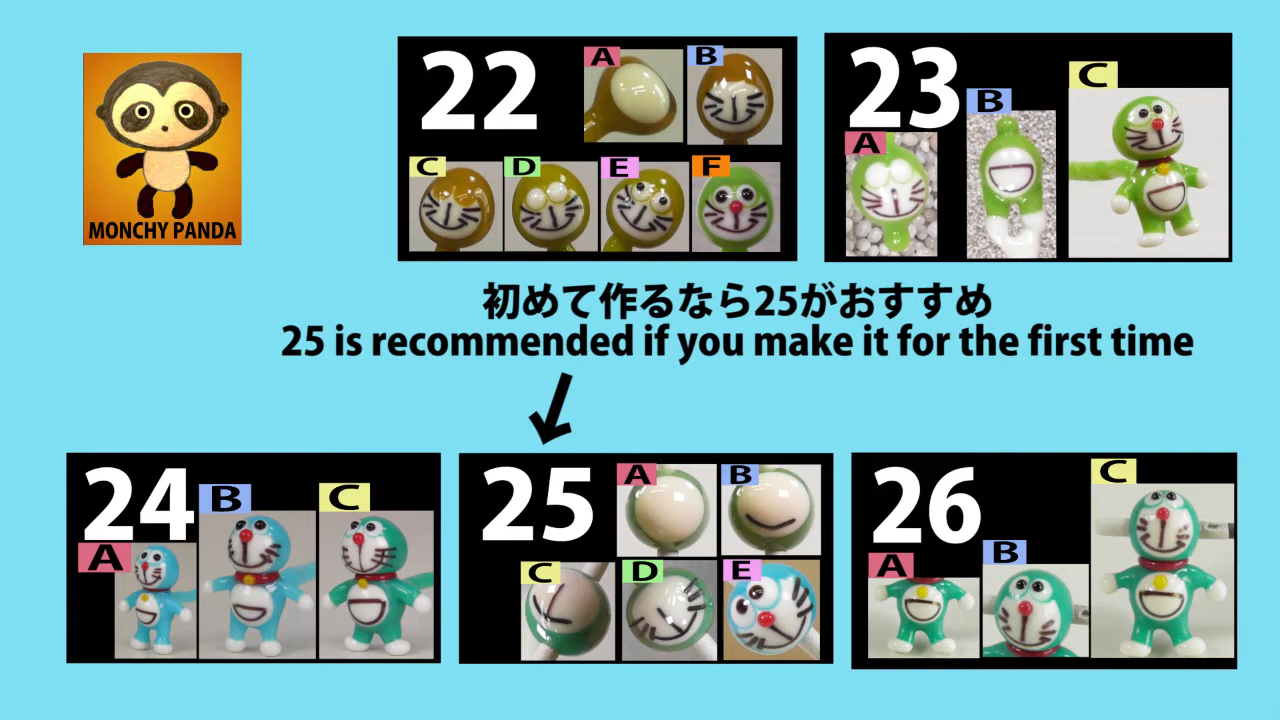 MONCHY PANDA
22
A
B
C
D
E
F
23
A
B
C
初めて作るなら25がおすすめ
25 is recommended if you make it for the first time
24
A
B
C
25
A
B
C
D
E
26
A
B
C